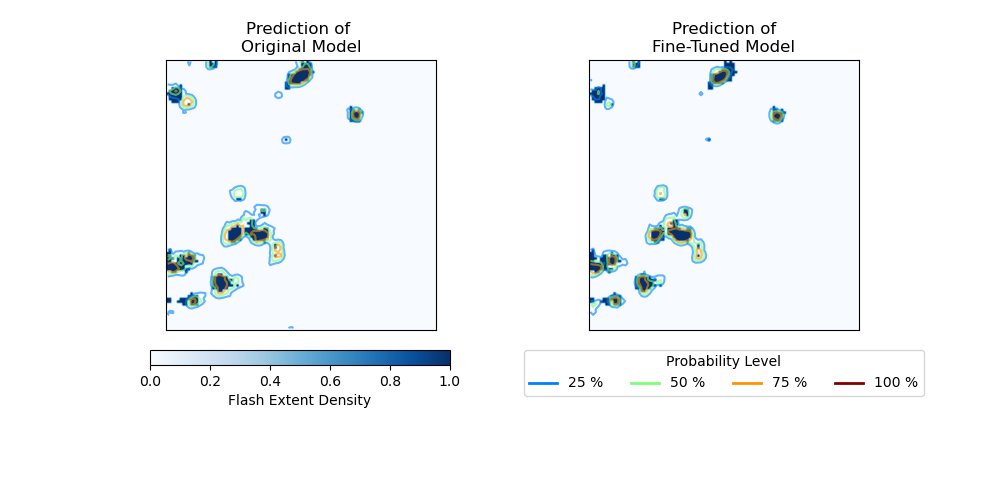 Prediction of
Original Model
Prediction of
Fine-Tuned Model
0.0 0.2 0.4 0.6 0.8 1.0
Flash Extent Density
Probability Level
25 % 50 % 75 % 100 %